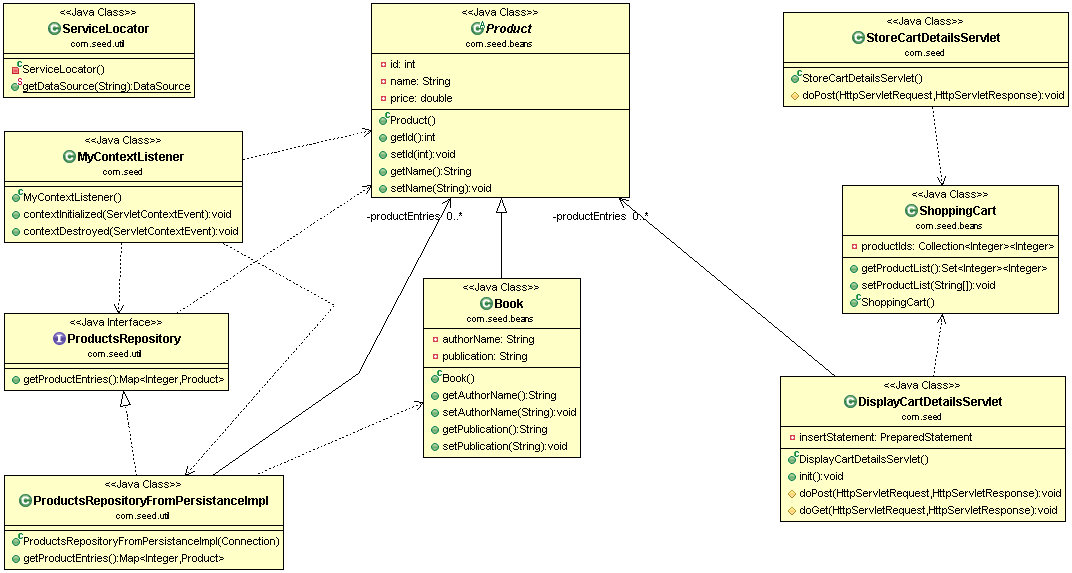 <<Java Class>>
ServiceLocator
com.seed.util
ServiceLocator()
getDataSource(String):DataSource
<<Java Class>>
MyContextListener
com.seed
MyContextListener()
contextInitialized(ServletContextEvent):void
contextDestroyed(ServletContextEvent):void
<<Java Interface>>
ProductsRepository
com.seed.util
getProductEntries():Map<Integer,Product>
<<Java Class>>
ProductsRepositoryFromPersistanceImpl
com.seed.util
ProductsRepositoryFromPersistanceImpl(Connection)
getProductEntries():Map<Integer,Product>
<<Java Class>>
Product
com.seed.beans
id: int
name: String
price: double
Product()
getId():int
setId(int):void
getName():String
setName(String):void
-productEntries 0..*
-productEntries 0..*
<<Java Class>>
Book
com.seed.beans
authorName: String
publication: String
Book()
getAuthorName():String
setAuthorName(String):void
getPublication():String
setPublication(String):void
<<Java Class>>
StoreCartDetailsServlet
com.seed
StoreCartDetailsServlet()
doPost(HttpServletRequest,HttpServletResponse):void
<<Java Class>>
ShoppingCart
com.seed.beans
productIds: Collection<Integer><Integer>
getProductList():Set<Integer><Integer>
setProductList(String[]):void
ShoppingCart()
<<Java Class>>
DisplayCartDetailsServlet
com.seed
insertStatement: PreparedStatement
DisplayCartDetailsServlet()
init():void
doPost(HttpServletRequest,HttpServletResponse):void
doGet(HttpServletRequest,HttpServletResponse):void